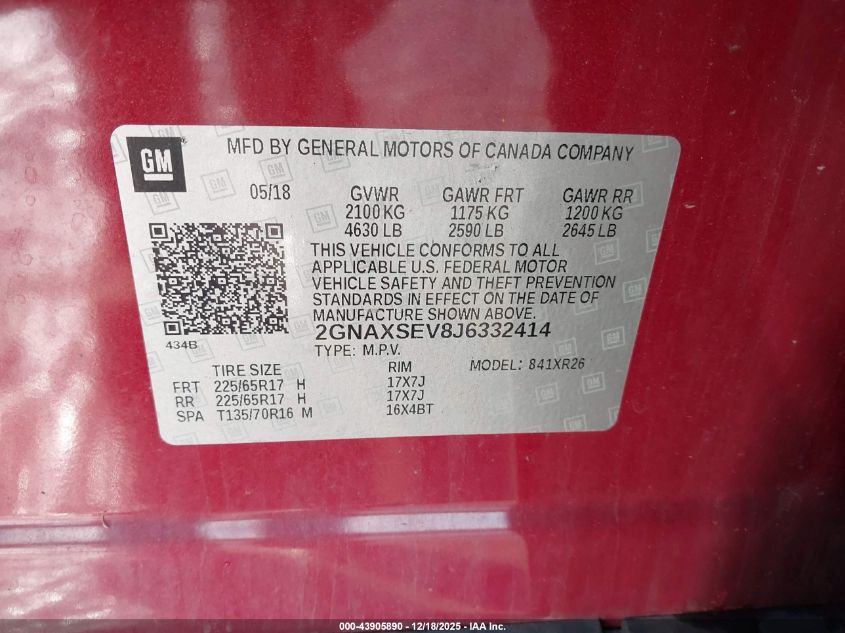 GM
MFD BY GENERAL MOTORS OF CANADA COMPANY
05/18 GVWR GAWR FRT GAWR RR
2100 KG 1175 KG 1200 KG
4630 LB 2590 LB 2645 LB
THIS VEHICLE CONFORMS TO ALL
APPLICABLE U.S. FEDERAL MOTOR
VEHICLE SAFETY AND THEFT PREVENTION
STANDARDS IN EFFECT ON THE DATE OF
MANUFACTURE SHOWN ABOVE.
2GNAXSEV8J6332414
434B
TYPE: M.P.V. MODEL: 841XR26
TIRE SIZE RIM
FRT 225/65R17 H 17X7J
RR 225/65R17 H 17X7J
SPA T135/70R16 M 16X4BT
000-43905890 - 12/18/2025 - IAA Inc.